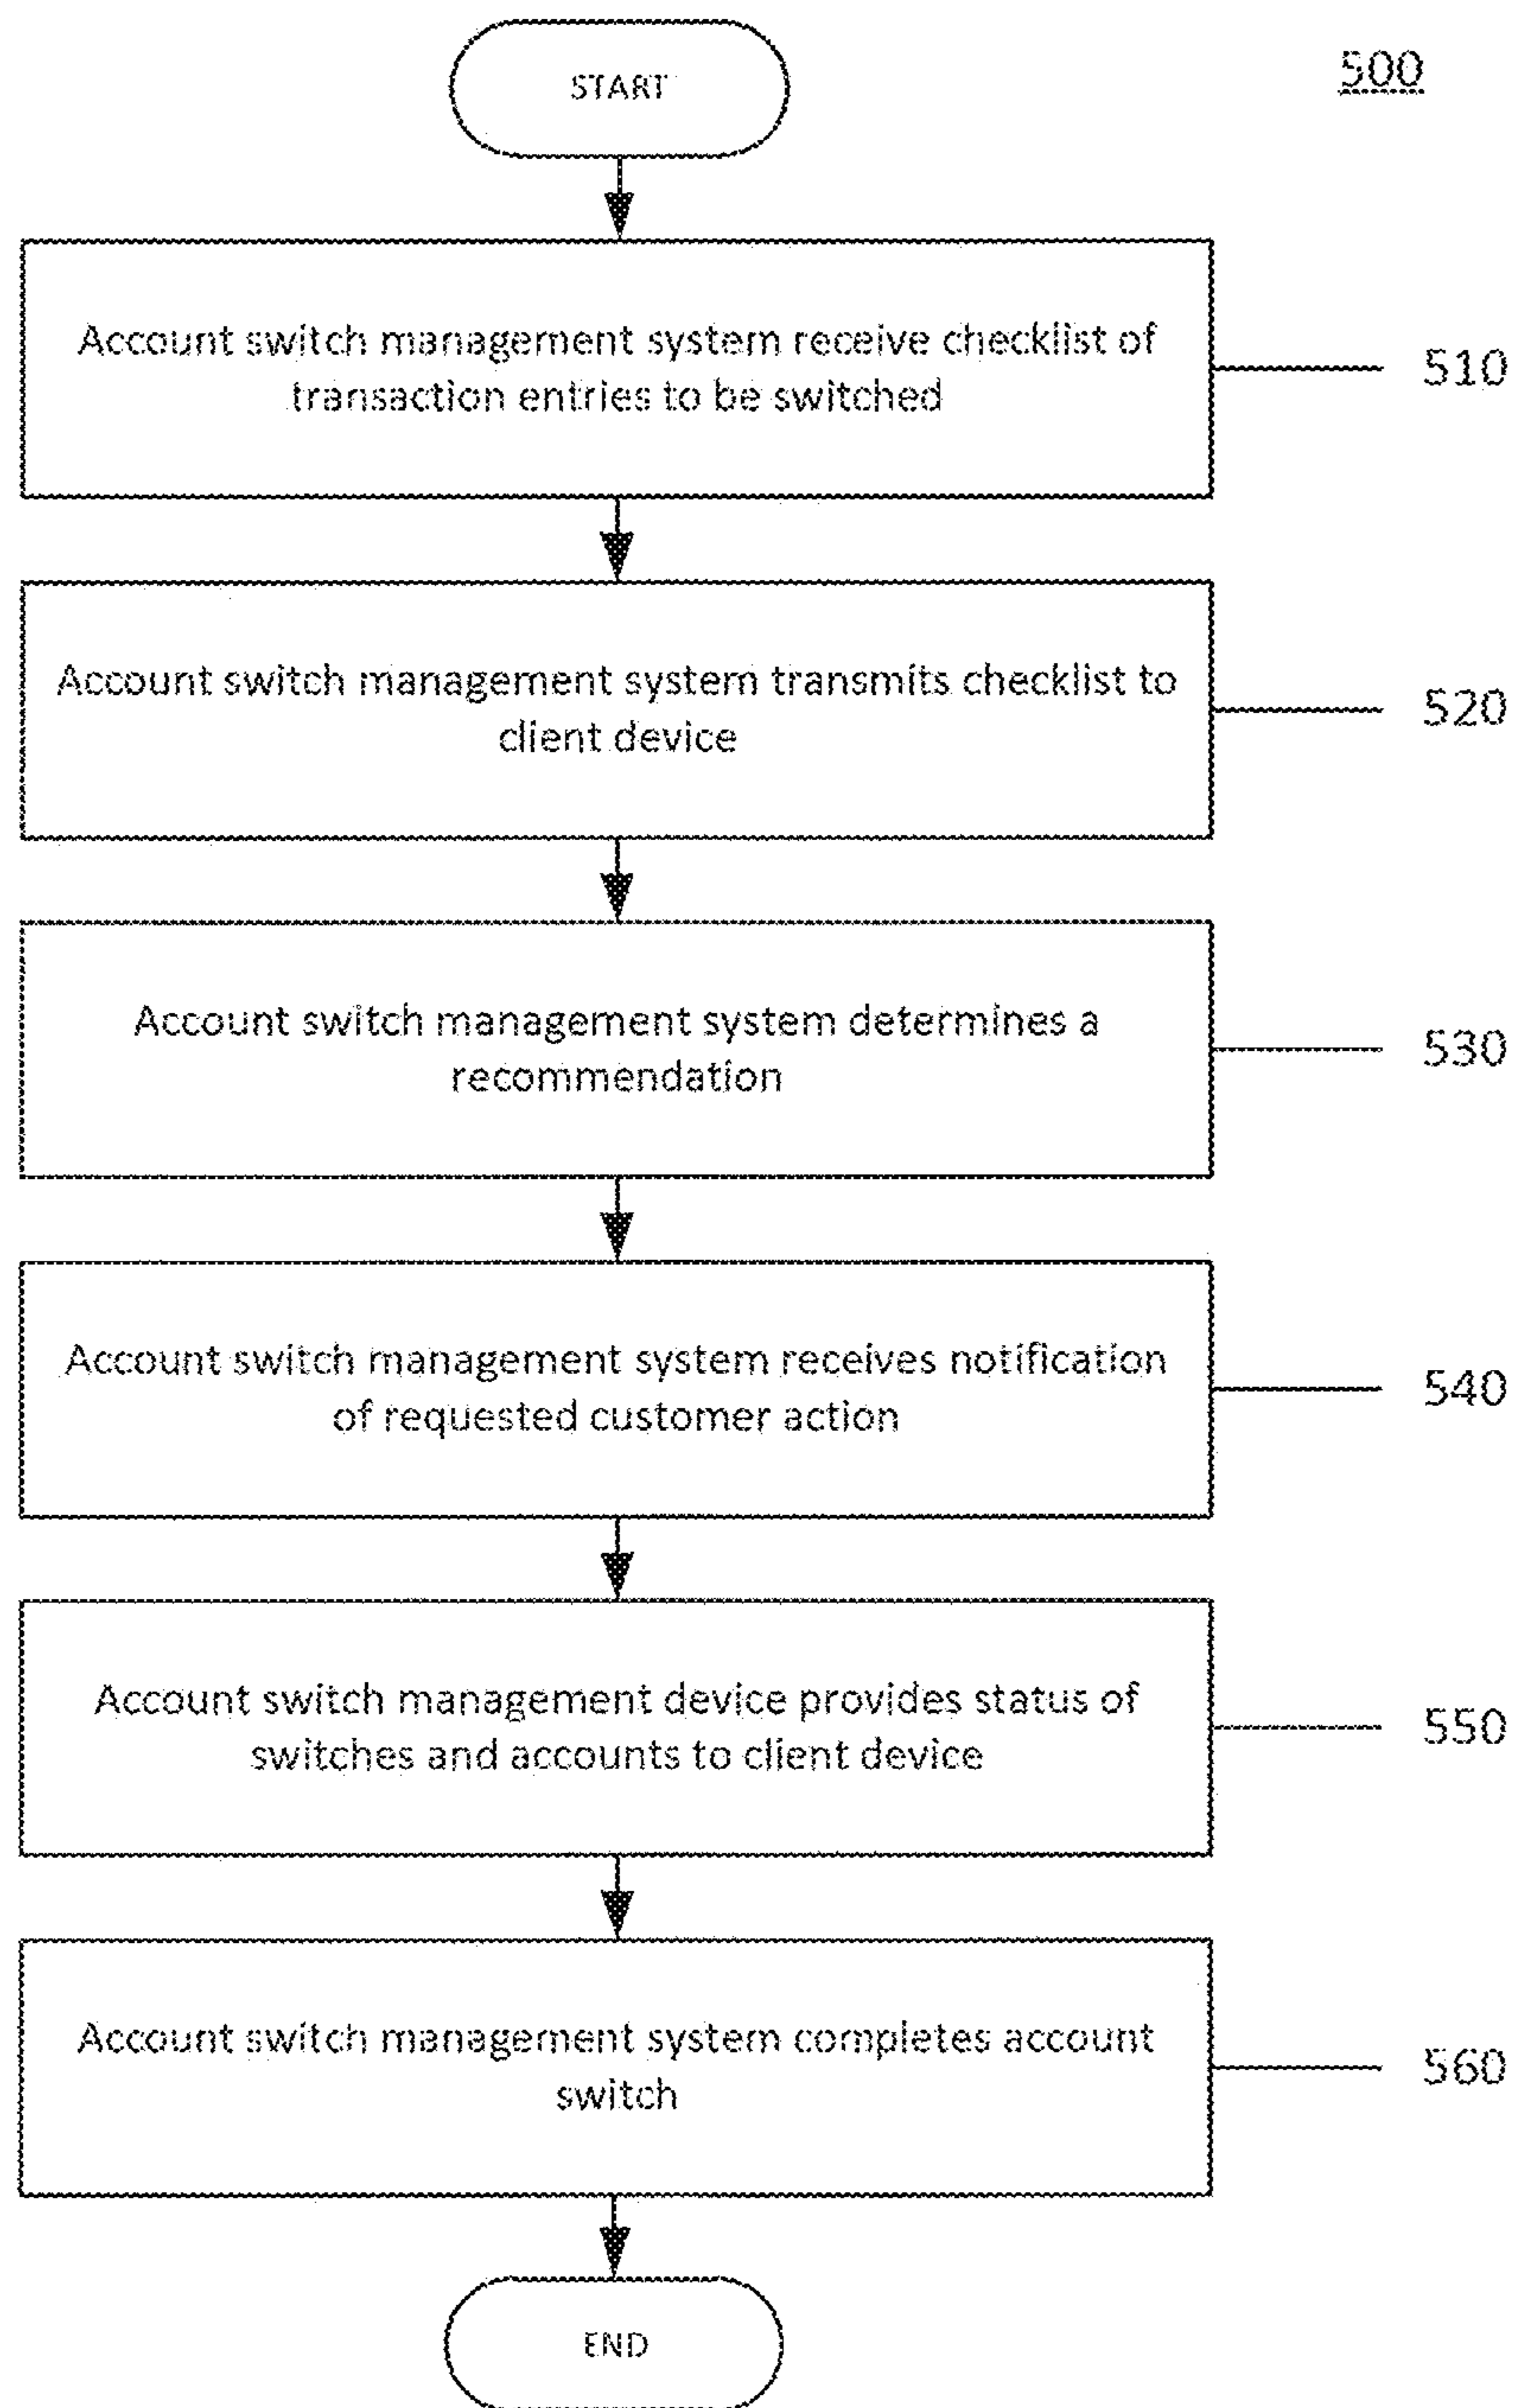 START
500
Account switch management system receive checklist of
transaction entries to be switched
510
Account switch management system transmits checklist to
client device
520
Account switch management system determines a
recommendation
530
Account switch management system receives notification
of requested customer action
540
Account switch management device provides status of
switches and accounts to client device
550
Account switch management system completes account
switch
560
END